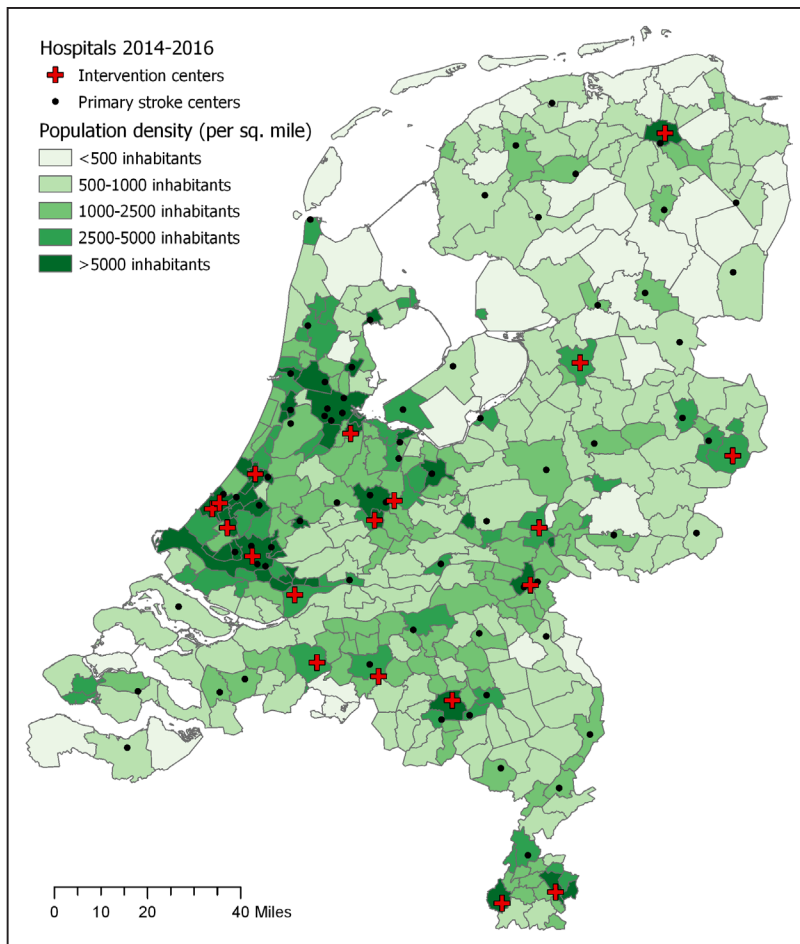 Hospitals 2014-2016
Intervention centers
Primary stroke centers
Population density (per sq. mile)
<500 inhabitants
500-1000 inhabitants
1000-2500 inhabitants
2500-5000 inhabitants
>5000 inhabitants
0 10 20 40 Miles